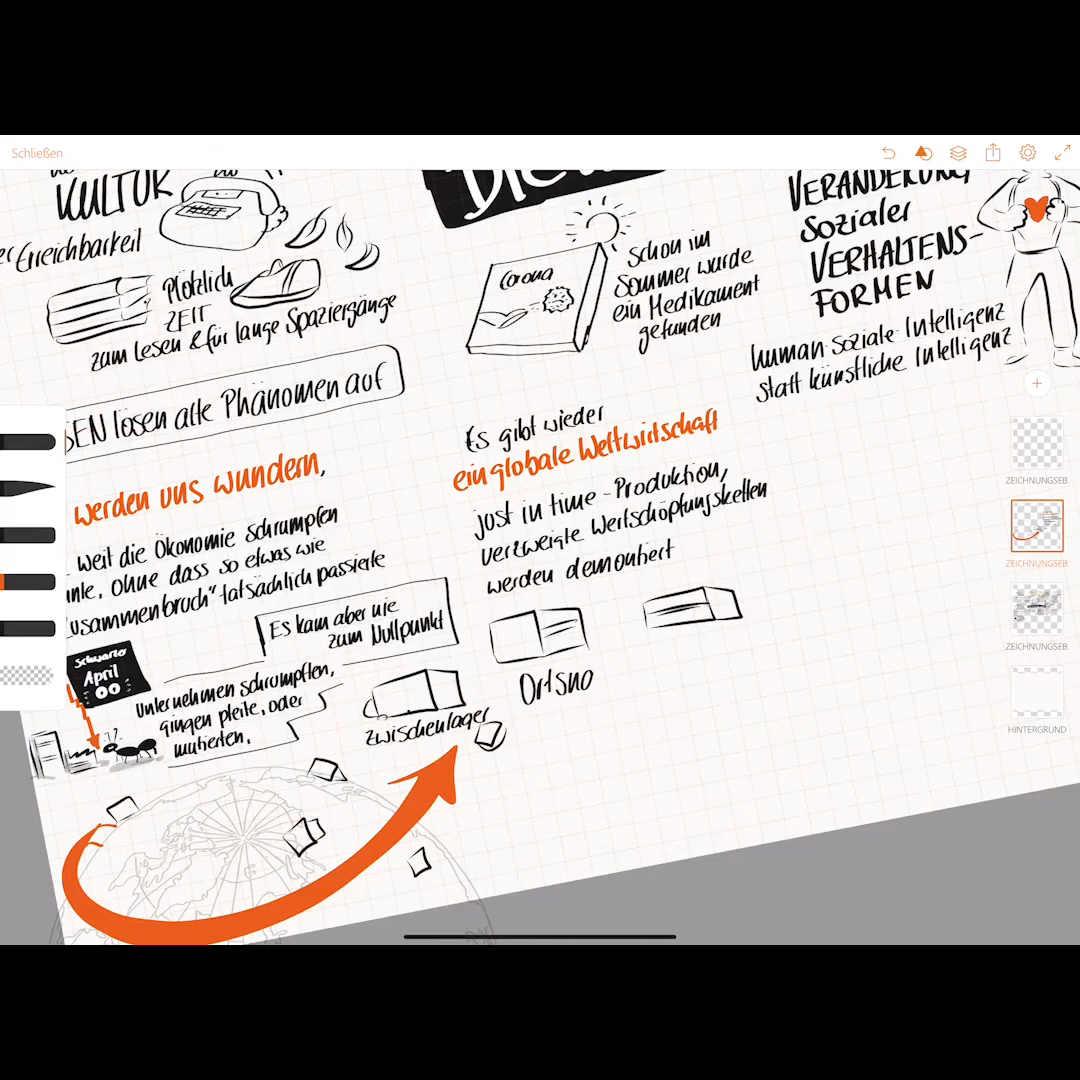 Schließen
KULTUR
Erreichbarkeit
Plötzlich
ZEIT
zum Lesen & für lange Spaziergänge
lösen alte Phänomen auf
werden uns wundern,
weit die Ökonomie schrumpfen
ohne dass so etwas wie
Zusammenbruch" tatsächlich passierte
Es kam aber nie
zum Nullpunkt
Schwarzer
April
Unternehmen schrumpften,
gingen pleite, oder
mutierten.
Corona
Schon im
Sommer wurde
ein Medikament
gefunden
Es gibt wieder
ein globale Weltwirtschaft
just in time-Produktion,
verzweigte Wertschöpfungsketten
werden demontiert
Zwischenlager
Ortsno
VERÄNDERUNG
Sozialer
VERHALTENS-
FORMEN
human-soziale Intelligenz
statt künstliche Intelligenz
ZEICHNUNGSEB.
ZEICHNUNGSEB.
ZEICHNUNGSEB.
HINTERGRUND